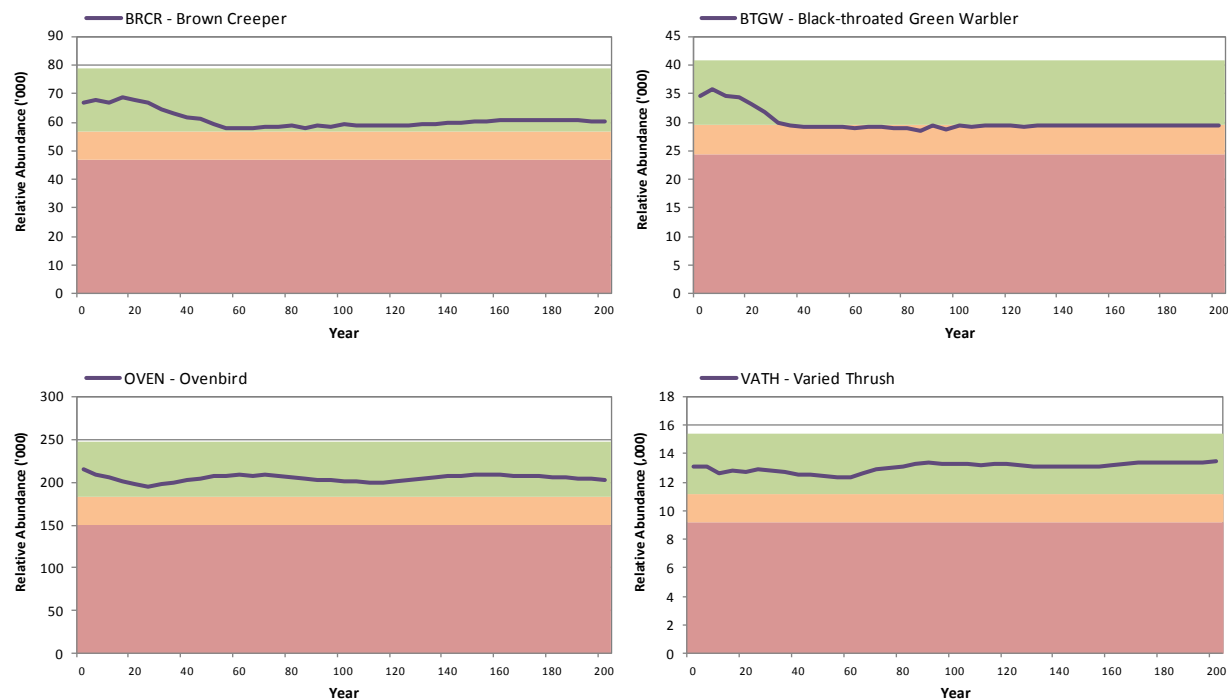 BRCR - Brown Creeper
Relative Abundance ('000)
90
80
70
60
50
40
30
20
10
0
0 20 40 60 80 100 120 140 160 180 200
Year
BTGW - Black-throated Green Warbler
Relative Abundance ('000)
45
40
35
30
25
20
15
10
5
0
0 20 40 60 80 100 120 140 160 180 200
Year
OVEN - Ovenbird
Relative Abundance ('000)
300
250
200
150
100
50
0
0 20 40 60 80 100 120 140 160 180 200
Year
VATH - Varied Thrush
Relative Abundance (,000)
18
16
14
12
10
8
6
4
2
0
0 20 40 60 80 100 120 140 160 180 200
Year